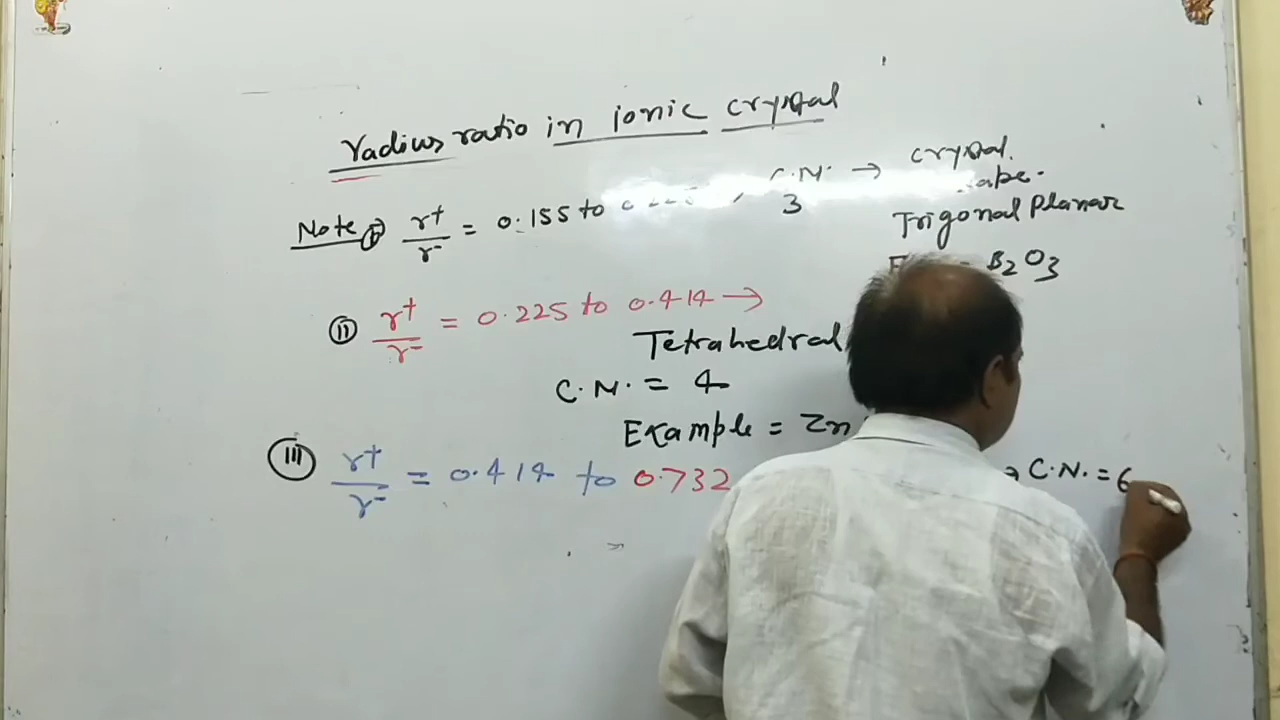 Radius ratio in ionic crystal
Note i) r+/r- = 0.155 to C.N. → crystal.
3
Trigonal Planar
B2O3
(ii) r+/r- = 0.225 to 0.414 →
Tetrahedral
C.N. = 4
Example = Zn
(iii) r+/r- = 0.414 to 0.732 → C.N. = 6